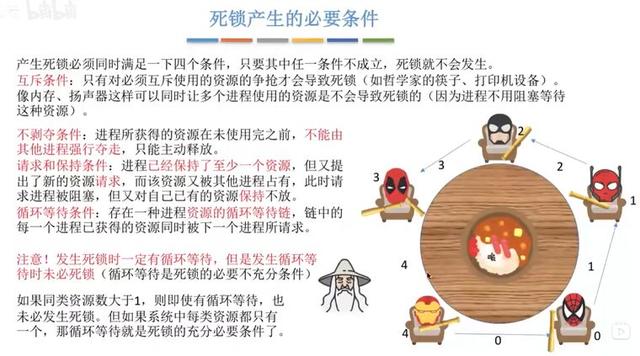 bilibili
死锁产生的必要条件
产生死锁必须同时满足一下四个条件，只要其中任一条件不成立，死锁就不会发生。
互斥条件：只有对必须互斥使用的资源的争抢才会导致死锁（如哲学家的筷子、打印机设备）。
像内存、扬声器这样可以同时让多个进程使用的资源是不会导致死锁的（因为进程不用阻塞等待
这种资源）。
不剥夺条件：进程所获得的资源在未使用完之前，不能由
其他进程强行夺走，只能主动释放。
请求和保持条件：进程已经保持了至少一个资源，但又提
出了新的资源请求，而该资源又被其他进程占有，此时请
求进程被阻塞，但又对自己已有的资源保持不放。
循环等待条件：存在一种进程资源的循环等待链，链中的
每一个进程已获得的资源同时被下一个进程所请求。
注意！发生死锁时一定有循环等待，但是发生循环等
待时未必死锁（循环等待是死锁的必要不充分条件）
如果同类资源数大于1，则即使有循环等待，也
未必发生死锁。但如果系统中每类资源都只有
一个，那循环等待就是死锁的充分必要条件了。
2
3
2
3
1
4
1
4
0
0